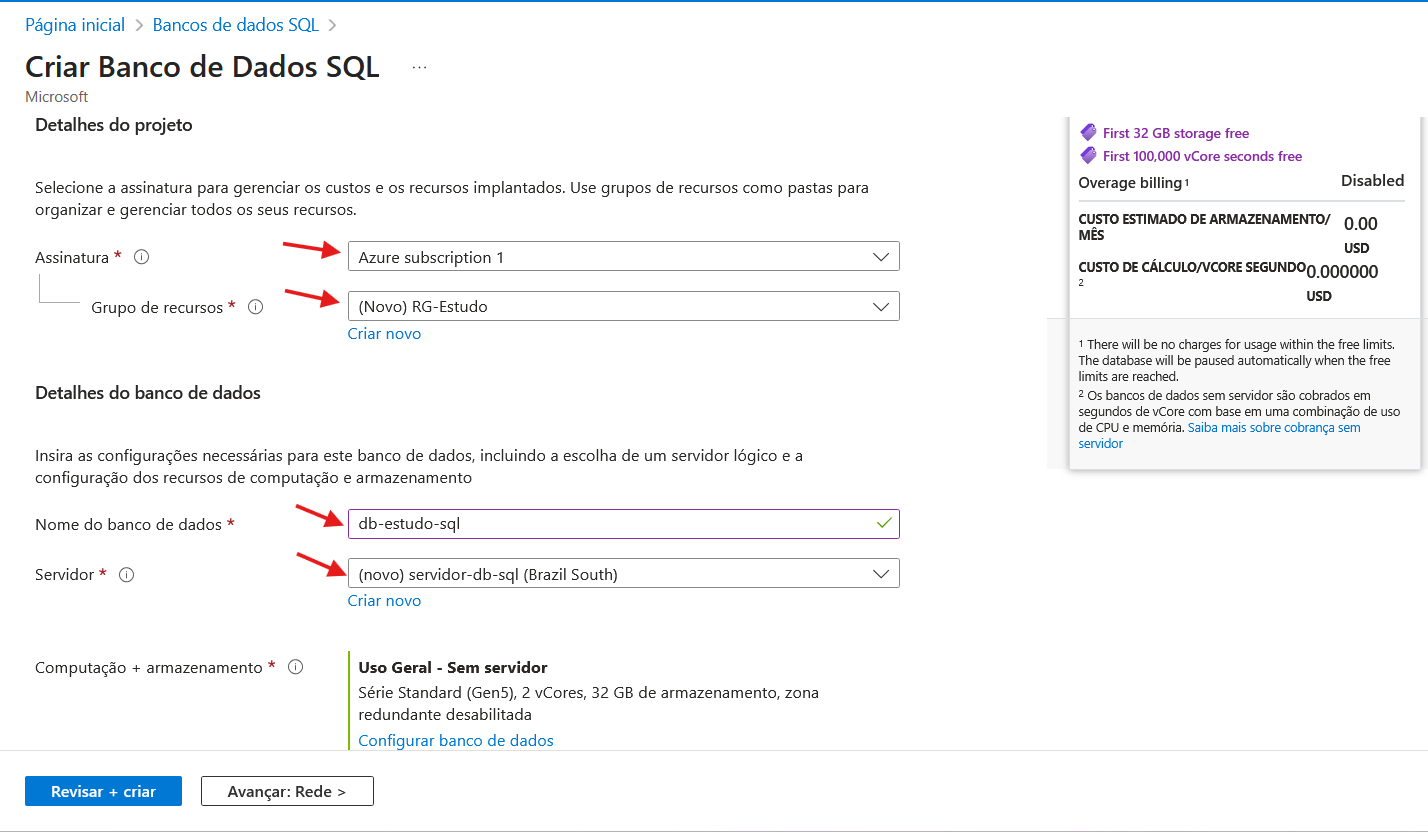 Página inicial > Bancos de dados SQL >
Criar Banco de Dados SQL ...
Microsoft
Detalhes do projeto
Selecione a assinatura para gerenciar os custos e os recursos implantados. Use grupos de recursos como pastas para
organizar e gerenciar todos os seus recursos.
Assinatura *
Azure subscription 1
Grupo de recursos *
(Novo) RG-Estudo
Criar novo
Detalhes do banco de dados
Insira as configurações necessárias para este banco de dados, incluindo a escolha de um servidor lógico e a
configuração dos recursos de computação e armazenamento
Nome do banco de dados *
db-estudo-sql
Servidor *
(novo) servidor-db-sql (Brazil South)
Criar novo
Computação + armazenamento *
Uso Geral - Sem servidor
Série Standard (Gen5), 2 vCores, 32 GB de armazenamento, zona
redundante desabilitada
Configurar banco de dados
First 32 GB storage free
First 100,000 vCore seconds free
Overage billing 1
Disabled
CUSTO ESTIMADO DE ARMAZENAMENTO/
MÊS
0.00
USD
CUSTO DE CÁLCULO/VCORE SEGUNDO
2
0.000000
USD
1 There will be no charges for usage within the free limits.
The database will be paused automatically when the free
limits are reached.
2 Os bancos de dados sem servidor são cobrados em
segundos de vCore com base em uma combinação de uso
de CPU e memória. Saiba mais sobre cobrança sem
servidor
Revisar + criar
Avançar: Rede >